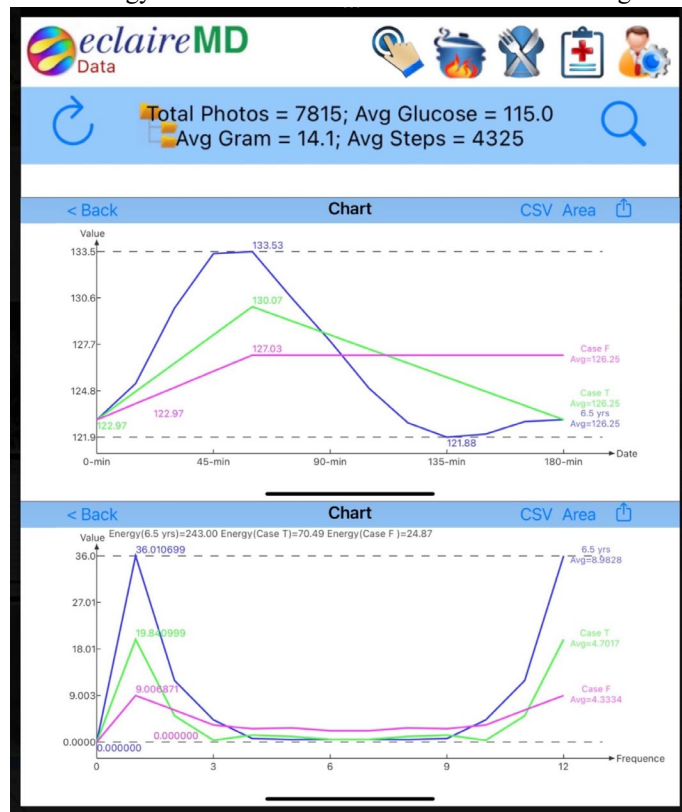 eclaireMD
Data
Total Photos = 7815; Avg Glucose = 115.0
Avg Gram = 14.1; Avg Steps = 4325
< Back Chart CSV Area
Value
133.5
133.53
130.6
130.07
127.7
127.03
Case F
Avg=126.25
124.8
Case T
Avg=126.25
122.97
122.97
6.5 yrs
Avg=126.25
121.9
121.88
Date
0-min 45-min 90-min 135-min 180-min
< Back Chart CSV Area
Value Energy(6.5 yrs)=243.00 Energy(Case T)=70.49 Energy(Case F )=24.87
36.0
36.010699
6.5 yrs
Avg=8.9828
27.01
18.01
19.840999
Case T
Avg=4.7017
9.003
9.006871
Case F
Avg=4.3334
0.0000
0.000000
0.000000
Frequence
0 3 6 9 12